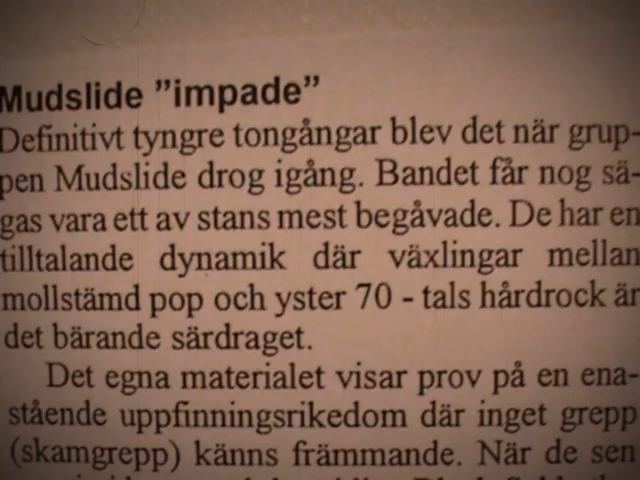 Mudslide ”impade”
Definitivt tyngre tongångar blev det när grup-
pen Mudslide drog igång. Bandet får nog sä-
gas vara ett av stans mest begåvade. De har en
tilltalande dynamik där växlingar mellan
mollstämd pop och yster 70 - tals hårdrock är
det bärande särdraget.
Det egna materialet visar prov på en ena-
stående uppfinningsrikedom där inget grepp
(skamgrepp) känns främmande. När de sen